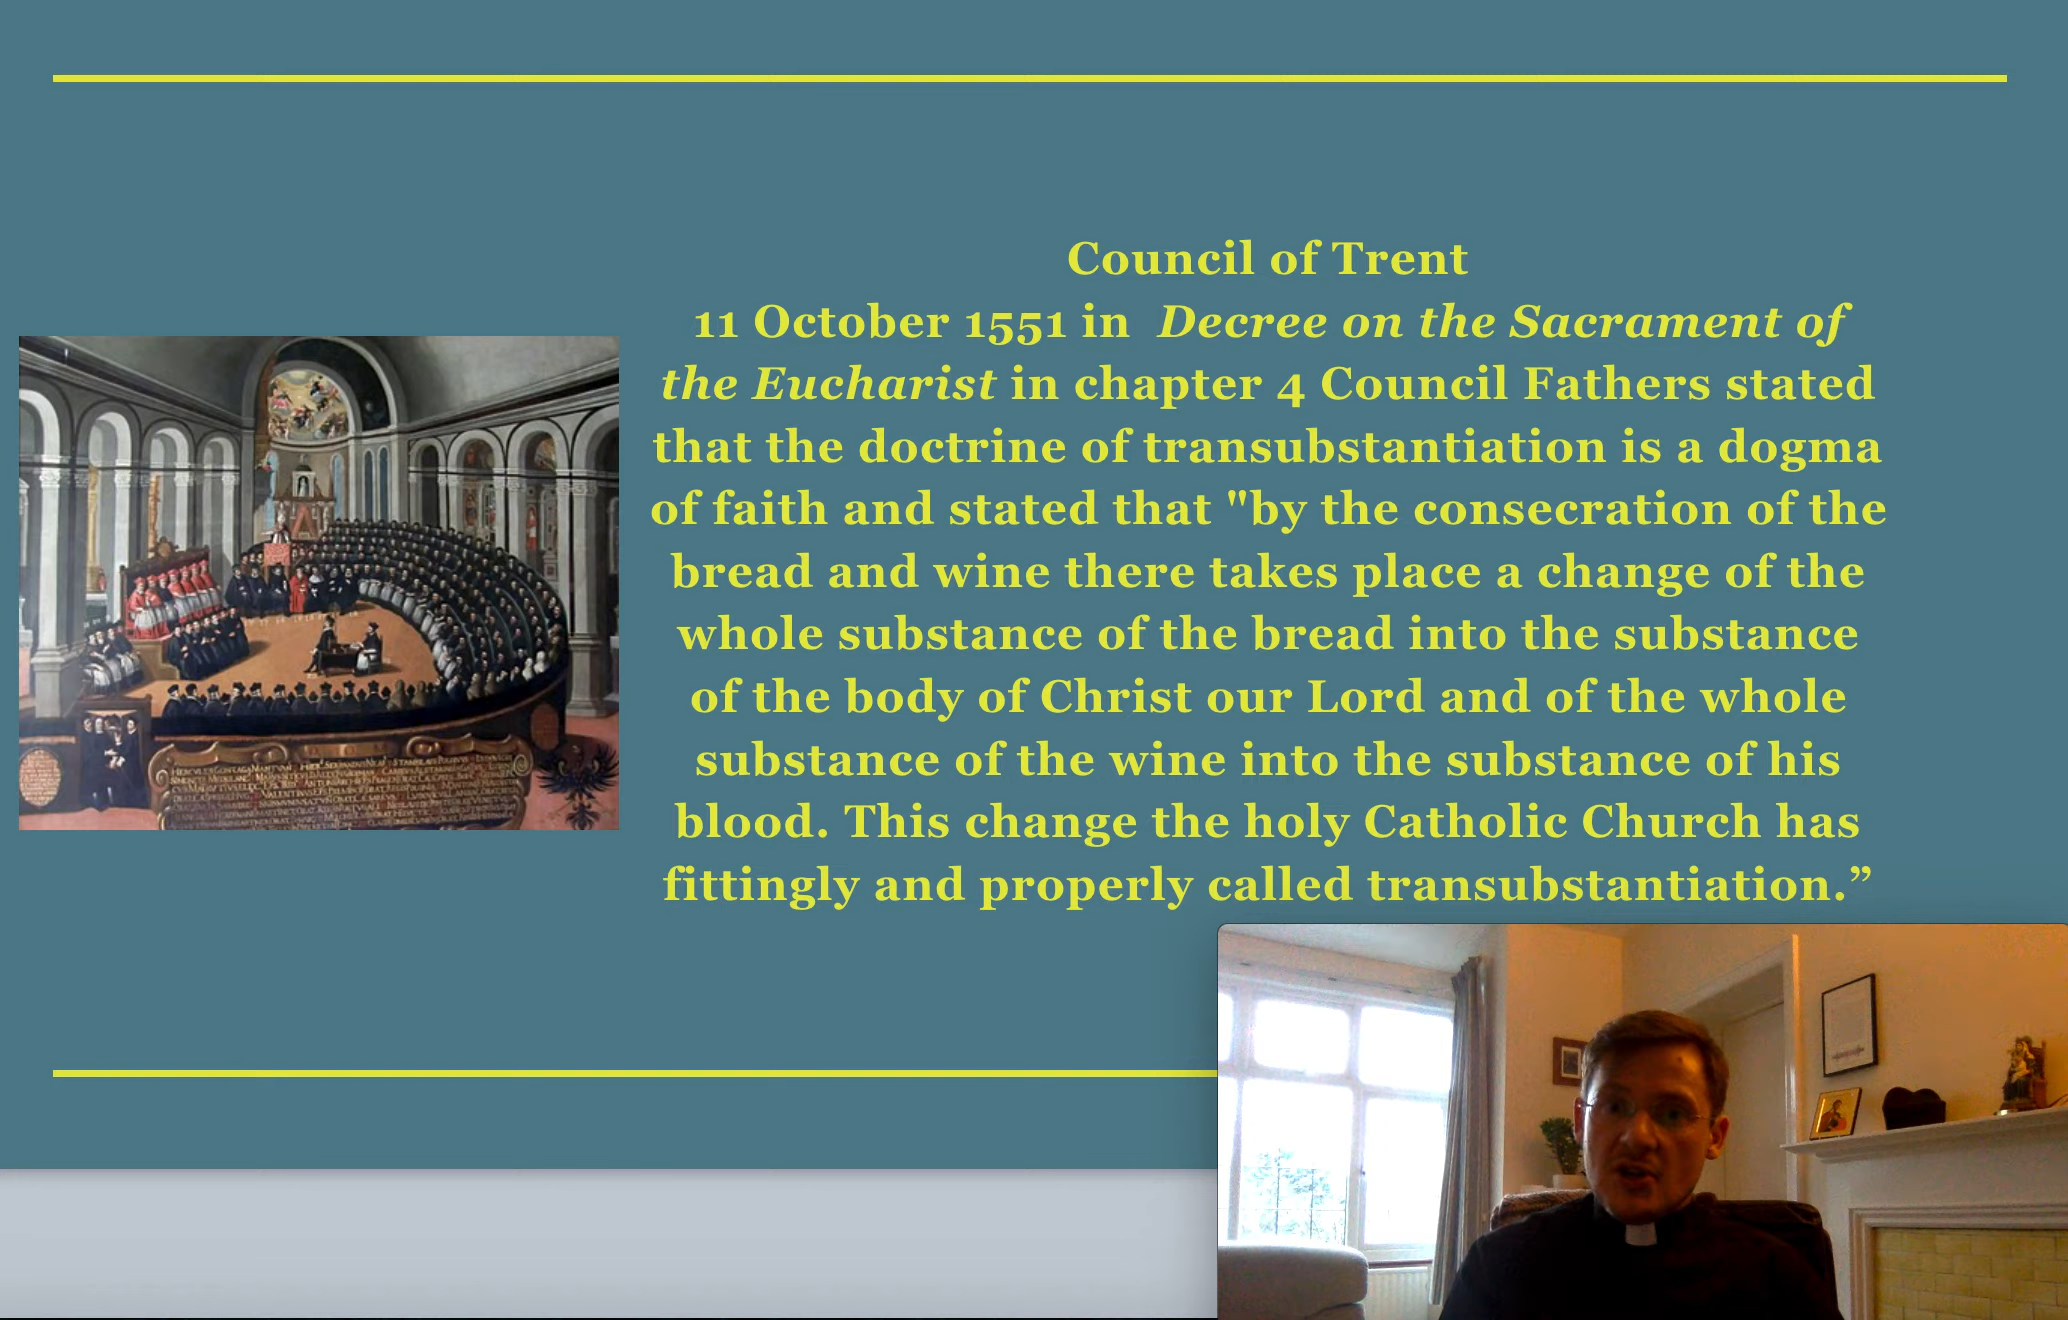 Council of Trent
11 October 1551 in Decree on the Sacrament of
the Eucharist in chapter 4 Council Fathers stated
that the doctrine of transubstantiation is a dogma
of faith and stated that "by the consecration of the
bread and wine there takes place a change of the
whole substance of the bread into the substance
of the body of Christ our Lord and of the whole
substance of the wine into the substance of his
blood. This change the holy Catholic Church has
fittingly and properly called transubstantiation.”